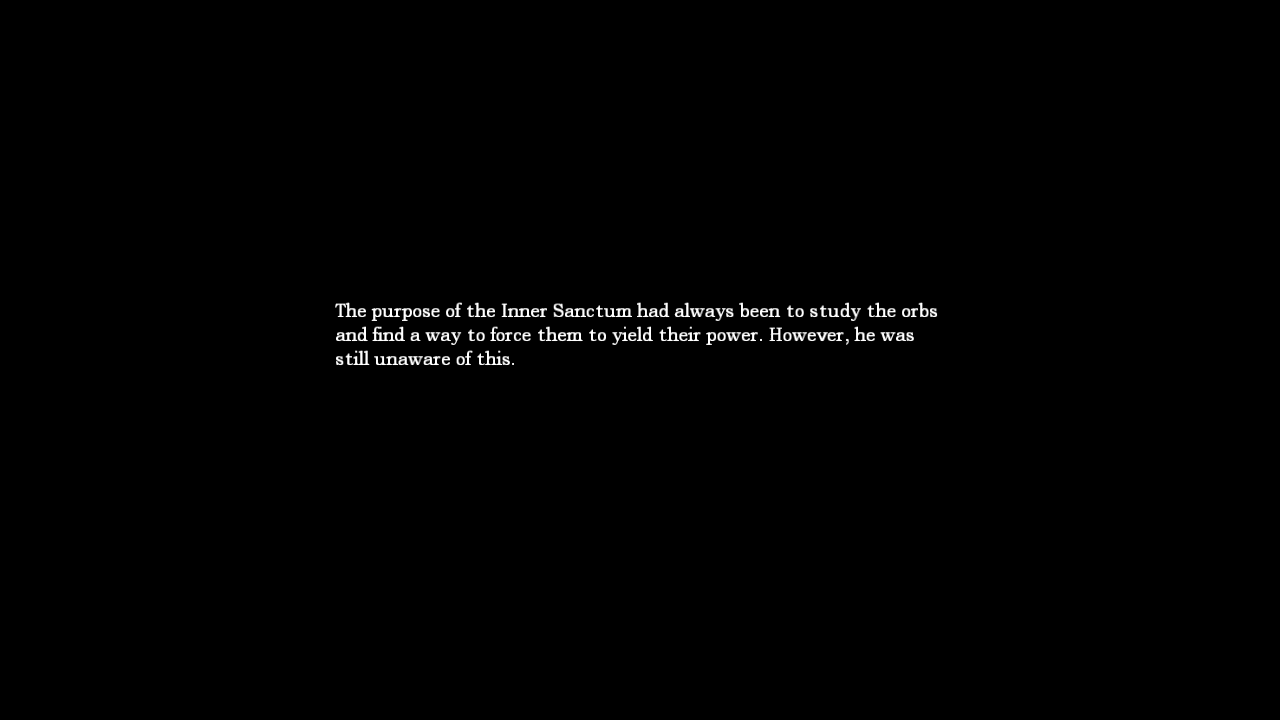 The purpose of the Inner Sanctum had always been to study the orbs
and find a way to force them to yield their power. However, he was
still unaware of this.